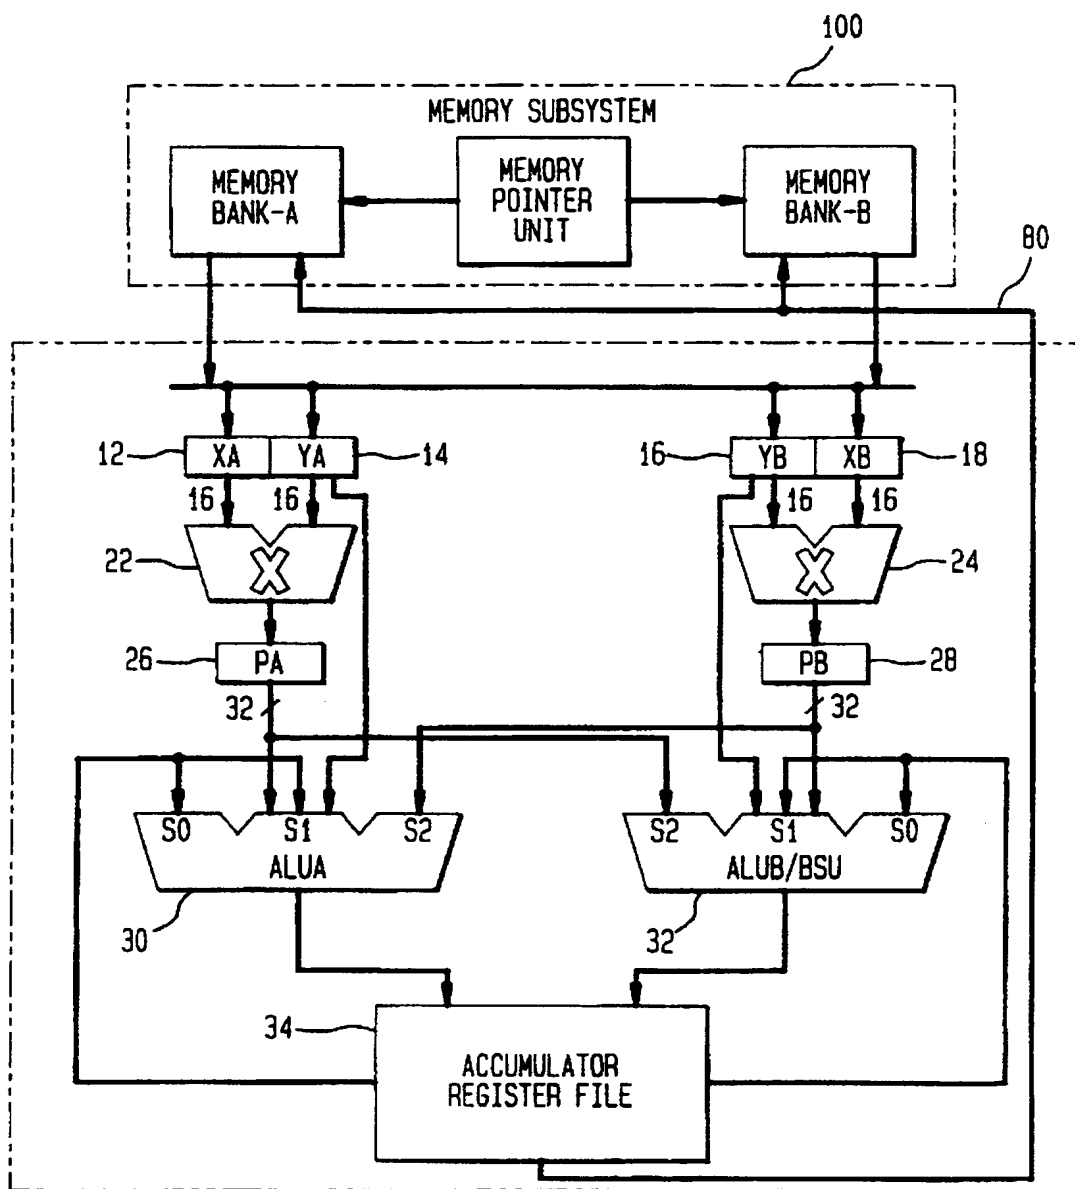 100
MEMORY SUBSYSTEM
MEMORY BANK-A
MEMORY POINTER UNIT
MEMORY BANK-B
80
12 XA YA 14
16 YB XB 18
16 16
16 16
22 X
X 24
26 PA
PB 28
32
32
S0 S1 S2
ALUA
S2 S1 S0
ALUB/BSU
30
32
34
ACCUMULATOR
REGISTER FILE